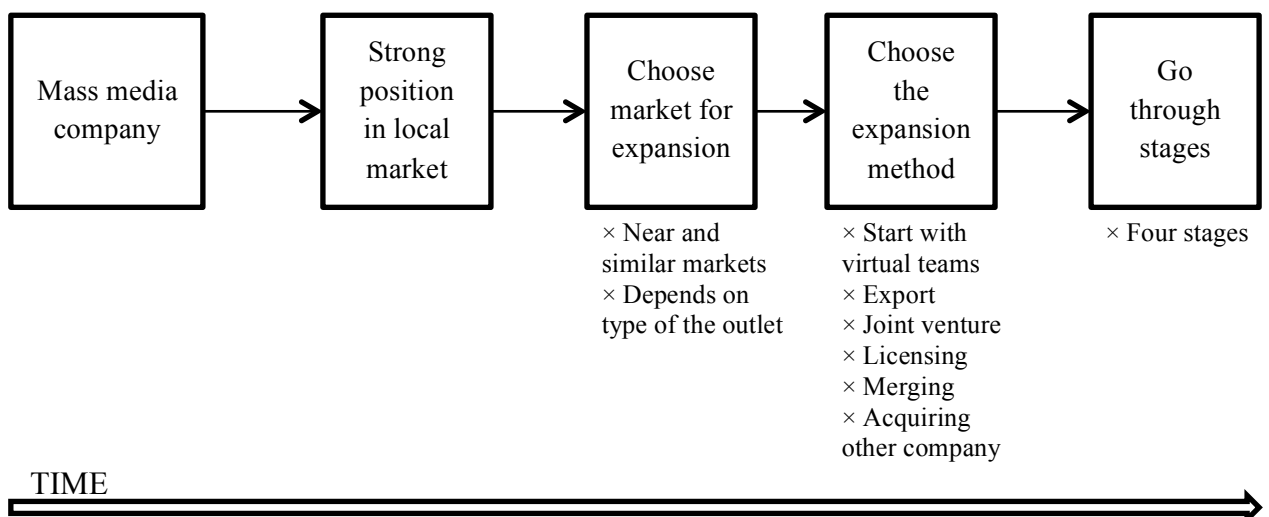 Mass media
company
Strong
position
in local
market
Choose
market for
expansion
Choose
the
expansion
method
Go
through
stages
× Near and
similar markets
× Depends on
type of the outlet
× Start with
virtual teams
× Export
× Joint venture
× Licensing
× Merging
× Acquiring
other company
× Four stages
TIME